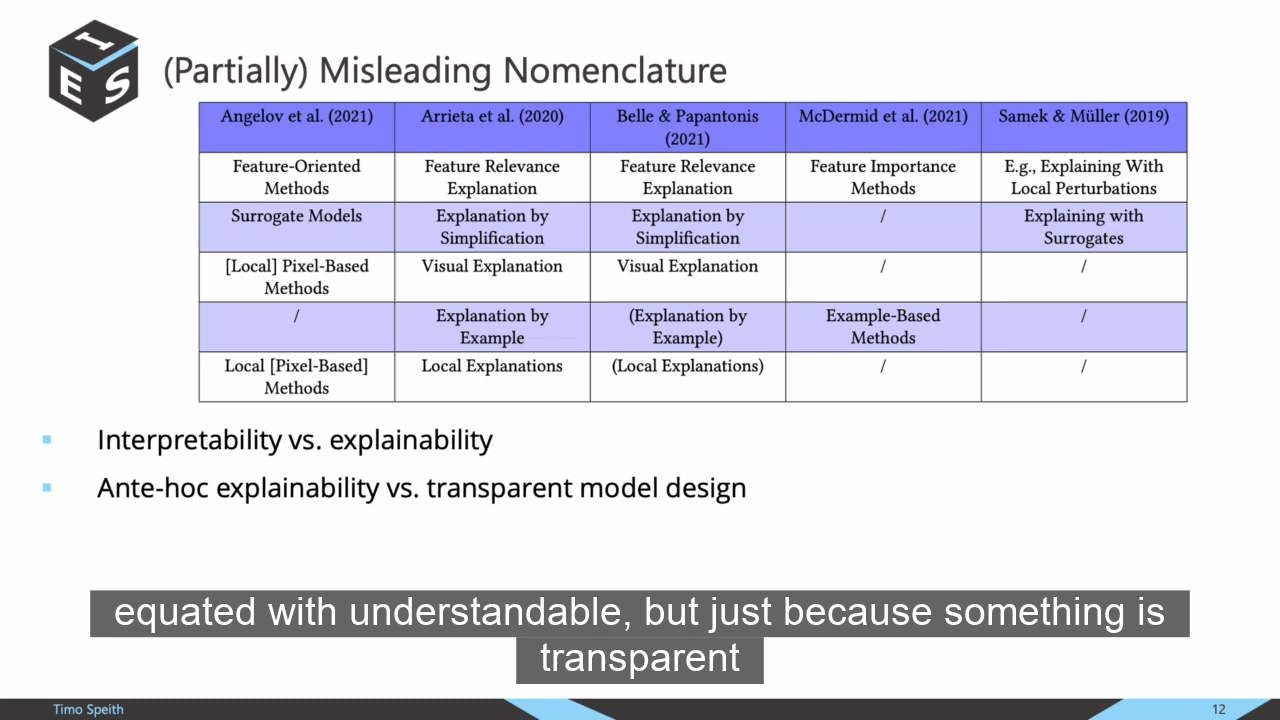 I
E S
(Partially) Misleading Nomenclature
Angelov et al. (2021) Arrieta et al. (2020) Belle & Papantonis (2021) McDermid et al. (2021) Samek & Müller (2019)
Feature-Oriented Methods Feature Relevance Explanation Feature Relevance Explanation Feature Importance Methods E.g., Explaining With Local Perturbations
Surrogate Models Explanation by Simplification Explanation by Simplification / Explaining with Surrogates
[Local] Pixel-Based Methods Visual Explanation Visual Explanation / /
/ Explanation by Example (Explanation by Example) Example-Based Methods /
Local [Pixel-Based] Methods Local Explanations (Local Explanations) / /
Interpretability vs. explainability
Ante-hoc explainability vs. transparent model design
equated with understandable, but just because something is
transparent
Timo Speith 12